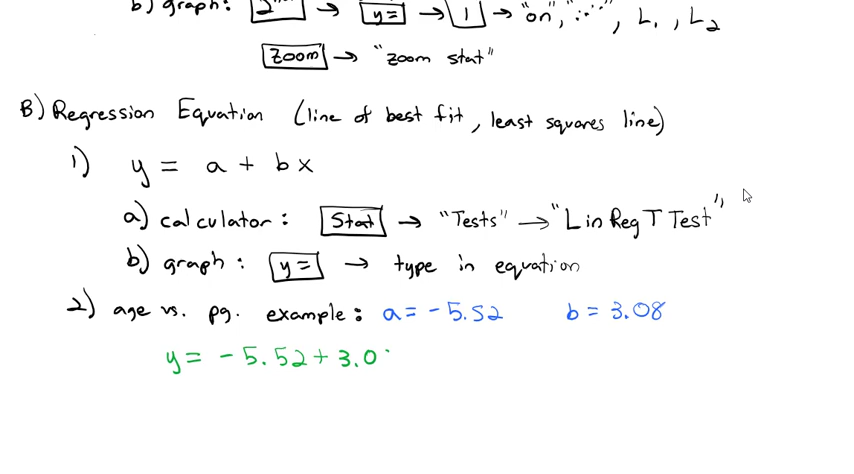 b) graph: 2ⁿᵈ → y= → 1 → "on", "∴", L₁, L₂
Zoom → "zoom stat"
B) Regression Equation (line of best fit, least squares line)
1) y = a + bx
a) calculator: Stat → "Tests" → "LinRegTTest",
b) graph: y= → type in equation
2) age vs. pg. example: a = -5.52 b = 3.08
y = -5.52 + 3.0